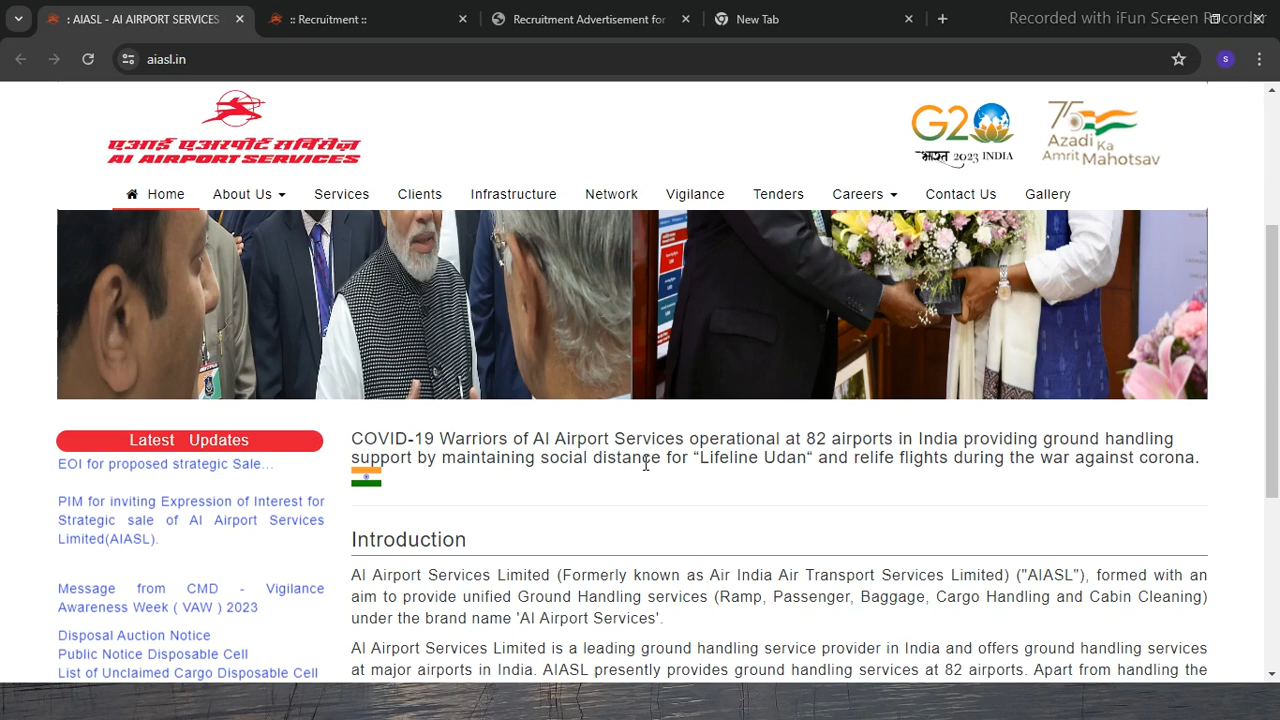 : AIASL - AI AIRPORT SERVICES
:: Recruitment ::
Recruitment Advertisement for
New Tab
Recorded with iFun Screen Recorder
aiasl.in
एआई एअरपोर्ट सर्विसेज़
AI AIRPORT SERVICES
G20
भारत 2023 INDIA
75
Azadi Ka
Amrit Mahotsav
Home About Us Services Clients Infrastructure Network Vigilance Tenders Careers Contact Us Gallery
Latest Updates
EOI for proposed strategic Sale...
PIM for inviting Expression of Interest for
Strategic sale of AI Airport Services
Limited(AIASL).
Message from CMD - Vigilance
Awareness Week ( VAW ) 2023
Disposal Auction Notice
Public Notice Disposable Cell
List of Unclaimed Cargo Disposable Cell
COVID-19 Warriors of AI Airport Services operational at 82 airports in India providing ground handling
support by maintaining social distance for “Lifeline Udan“ and relife flights during the war against corona.
Introduction
AI Airport Services Limited (Formerly known as Air India Air Transport Services Limited) ("AIASL"), formed with an
aim to provide unified Ground Handling services (Ramp, Passenger, Baggage, Cargo Handling and Cabin Cleaning)
under the brand name 'AI Airport Services'.
AI Airport Services Limited is a leading ground handling service provider in India and offers ground handling services
at major airports in India. AIASL presently provides ground handling services at 82 airports. Apart from handling the